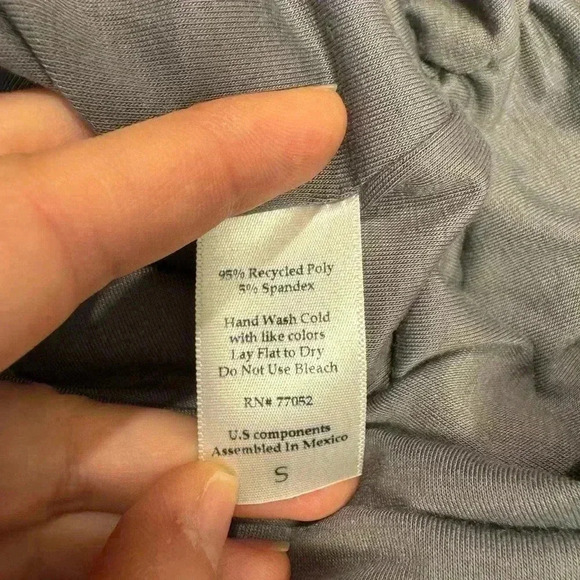 95% Recycled Poly
5% Spandex
Hand Wash Cold
with like colors
Lay Flat to Dry
Do Not Use Bleach
RN# 77052
U.S components
Assembled In Mexico
S